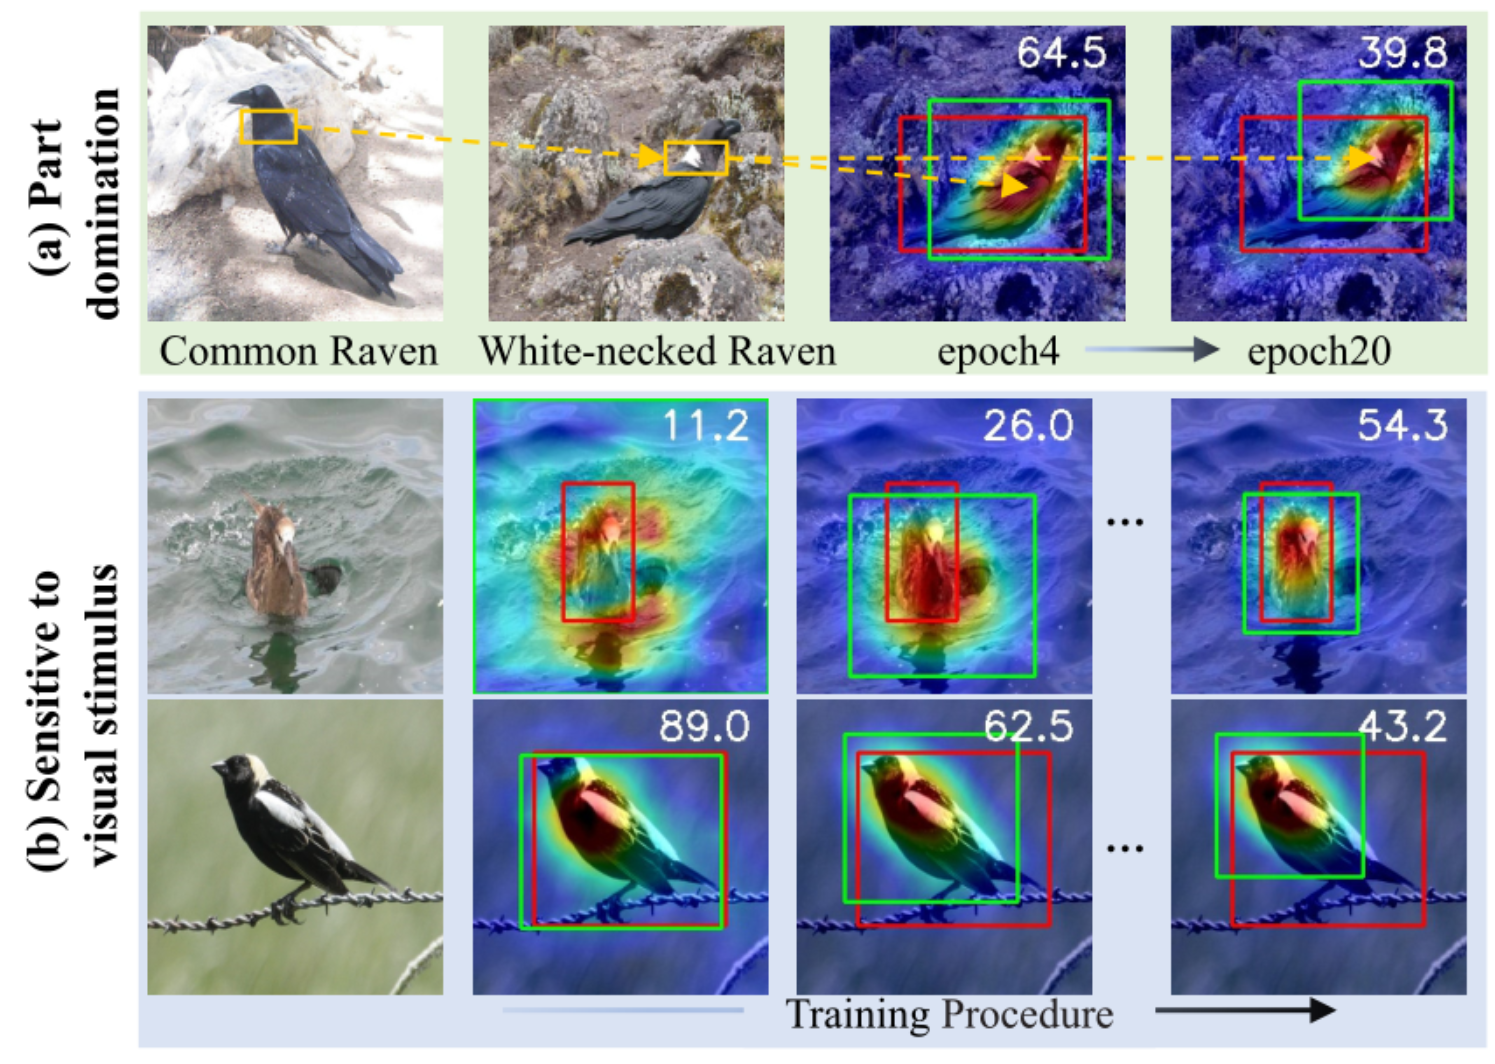 (a) Part
domination
64.5
39.8
Common Raven
White-necked Raven
epoch4
epoch20
(b) Sensitive to
visual stimulus
11.2
26.0
...
54.3
89.0
62.5
...
43.2
Training Procedure